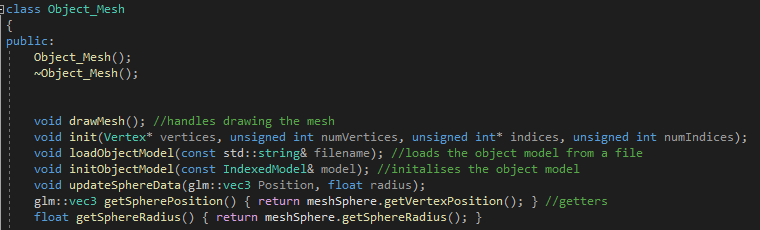 class Object_Mesh
{
public:
Object_Mesh();
~Object_Mesh();
void drawMesh(); //handles drawing the mesh
void init(Vertex* vertices, unsigned int numVertices, unsigned int* indices, unsigned int numIndices);
void loadObjectModel(const std::string& filename); //loads the object model from a file
void initObjectModel(const IndexedModel& model); //initalises the object model
void updateSphereData(glm::vec3 Position, float radius);
glm::vec3 getSpherePosition() { return meshSphere.getVertexPosition(); } //getters
float getSphereRadius() { return meshSphere.getSphereRadius(); }